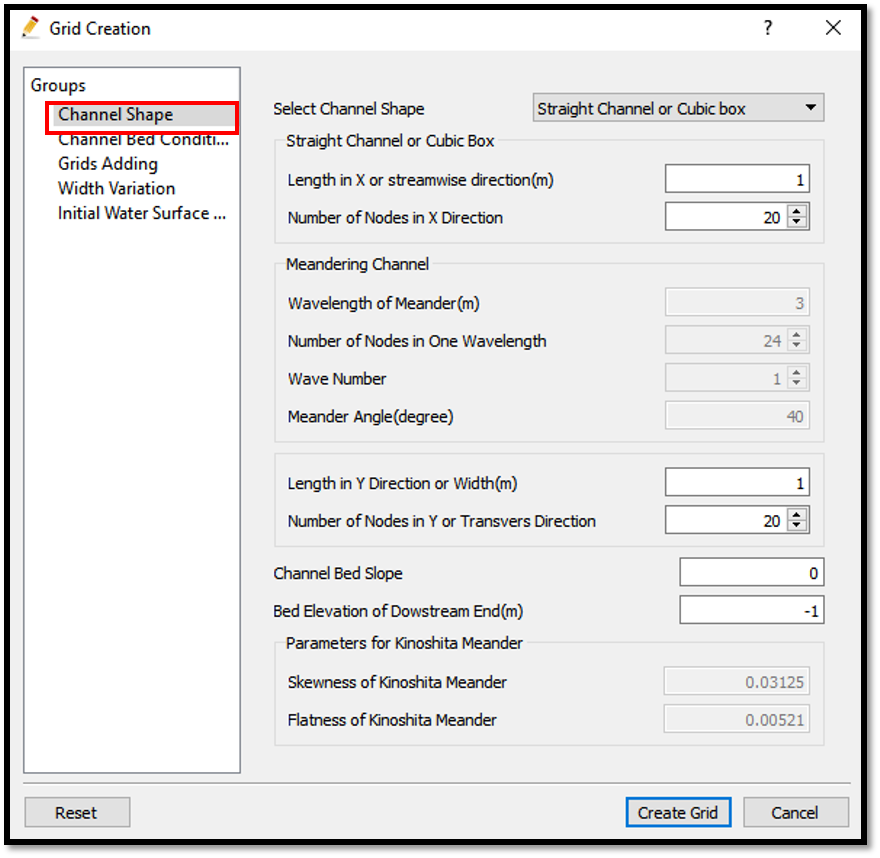 Grid Creation
?
Groups
Channel Shape
Channel Bed Conditi...
Grids Adding
Width Variation
Initial Water Surface ...
Select Channel Shape
Straight Channel or Cubic box
Straight Channel or Cubic Box
Length in X or streamwise direction(m)
1
Number of Nodes in X Direction
20
Meandering Channel
Wavelength of Meander(m)
3
Number of Nodes in One Wavelength
24
Wave Number
1
Meander Angle(degree)
40
Length in Y Direction or Width(m)
1
Number of Nodes in Y or Transvers Direction
20
Channel Bed Slope
0
Bed Elevation of Dowstream End(m)
-1
Parameters for Kinoshita Meander
Skewness of Kinoshita Meander
0.03125
Flatness of Kinoshita Meander
0.00521
Reset
Create Grid
Cancel